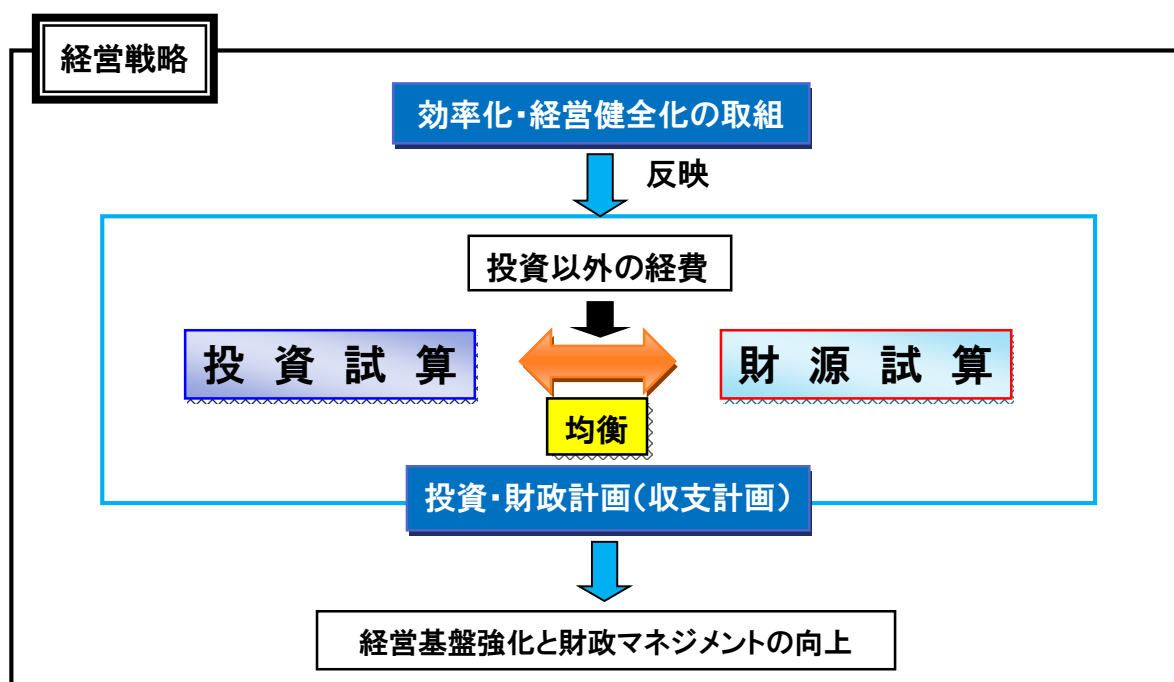 経営戦略
効率化・経営健全化の取組
反映
投資以外の経費
投資試算
財源試算
均衡
投資・財政計画（収支計画）
経営基盤強化と財政マネジメントの向上